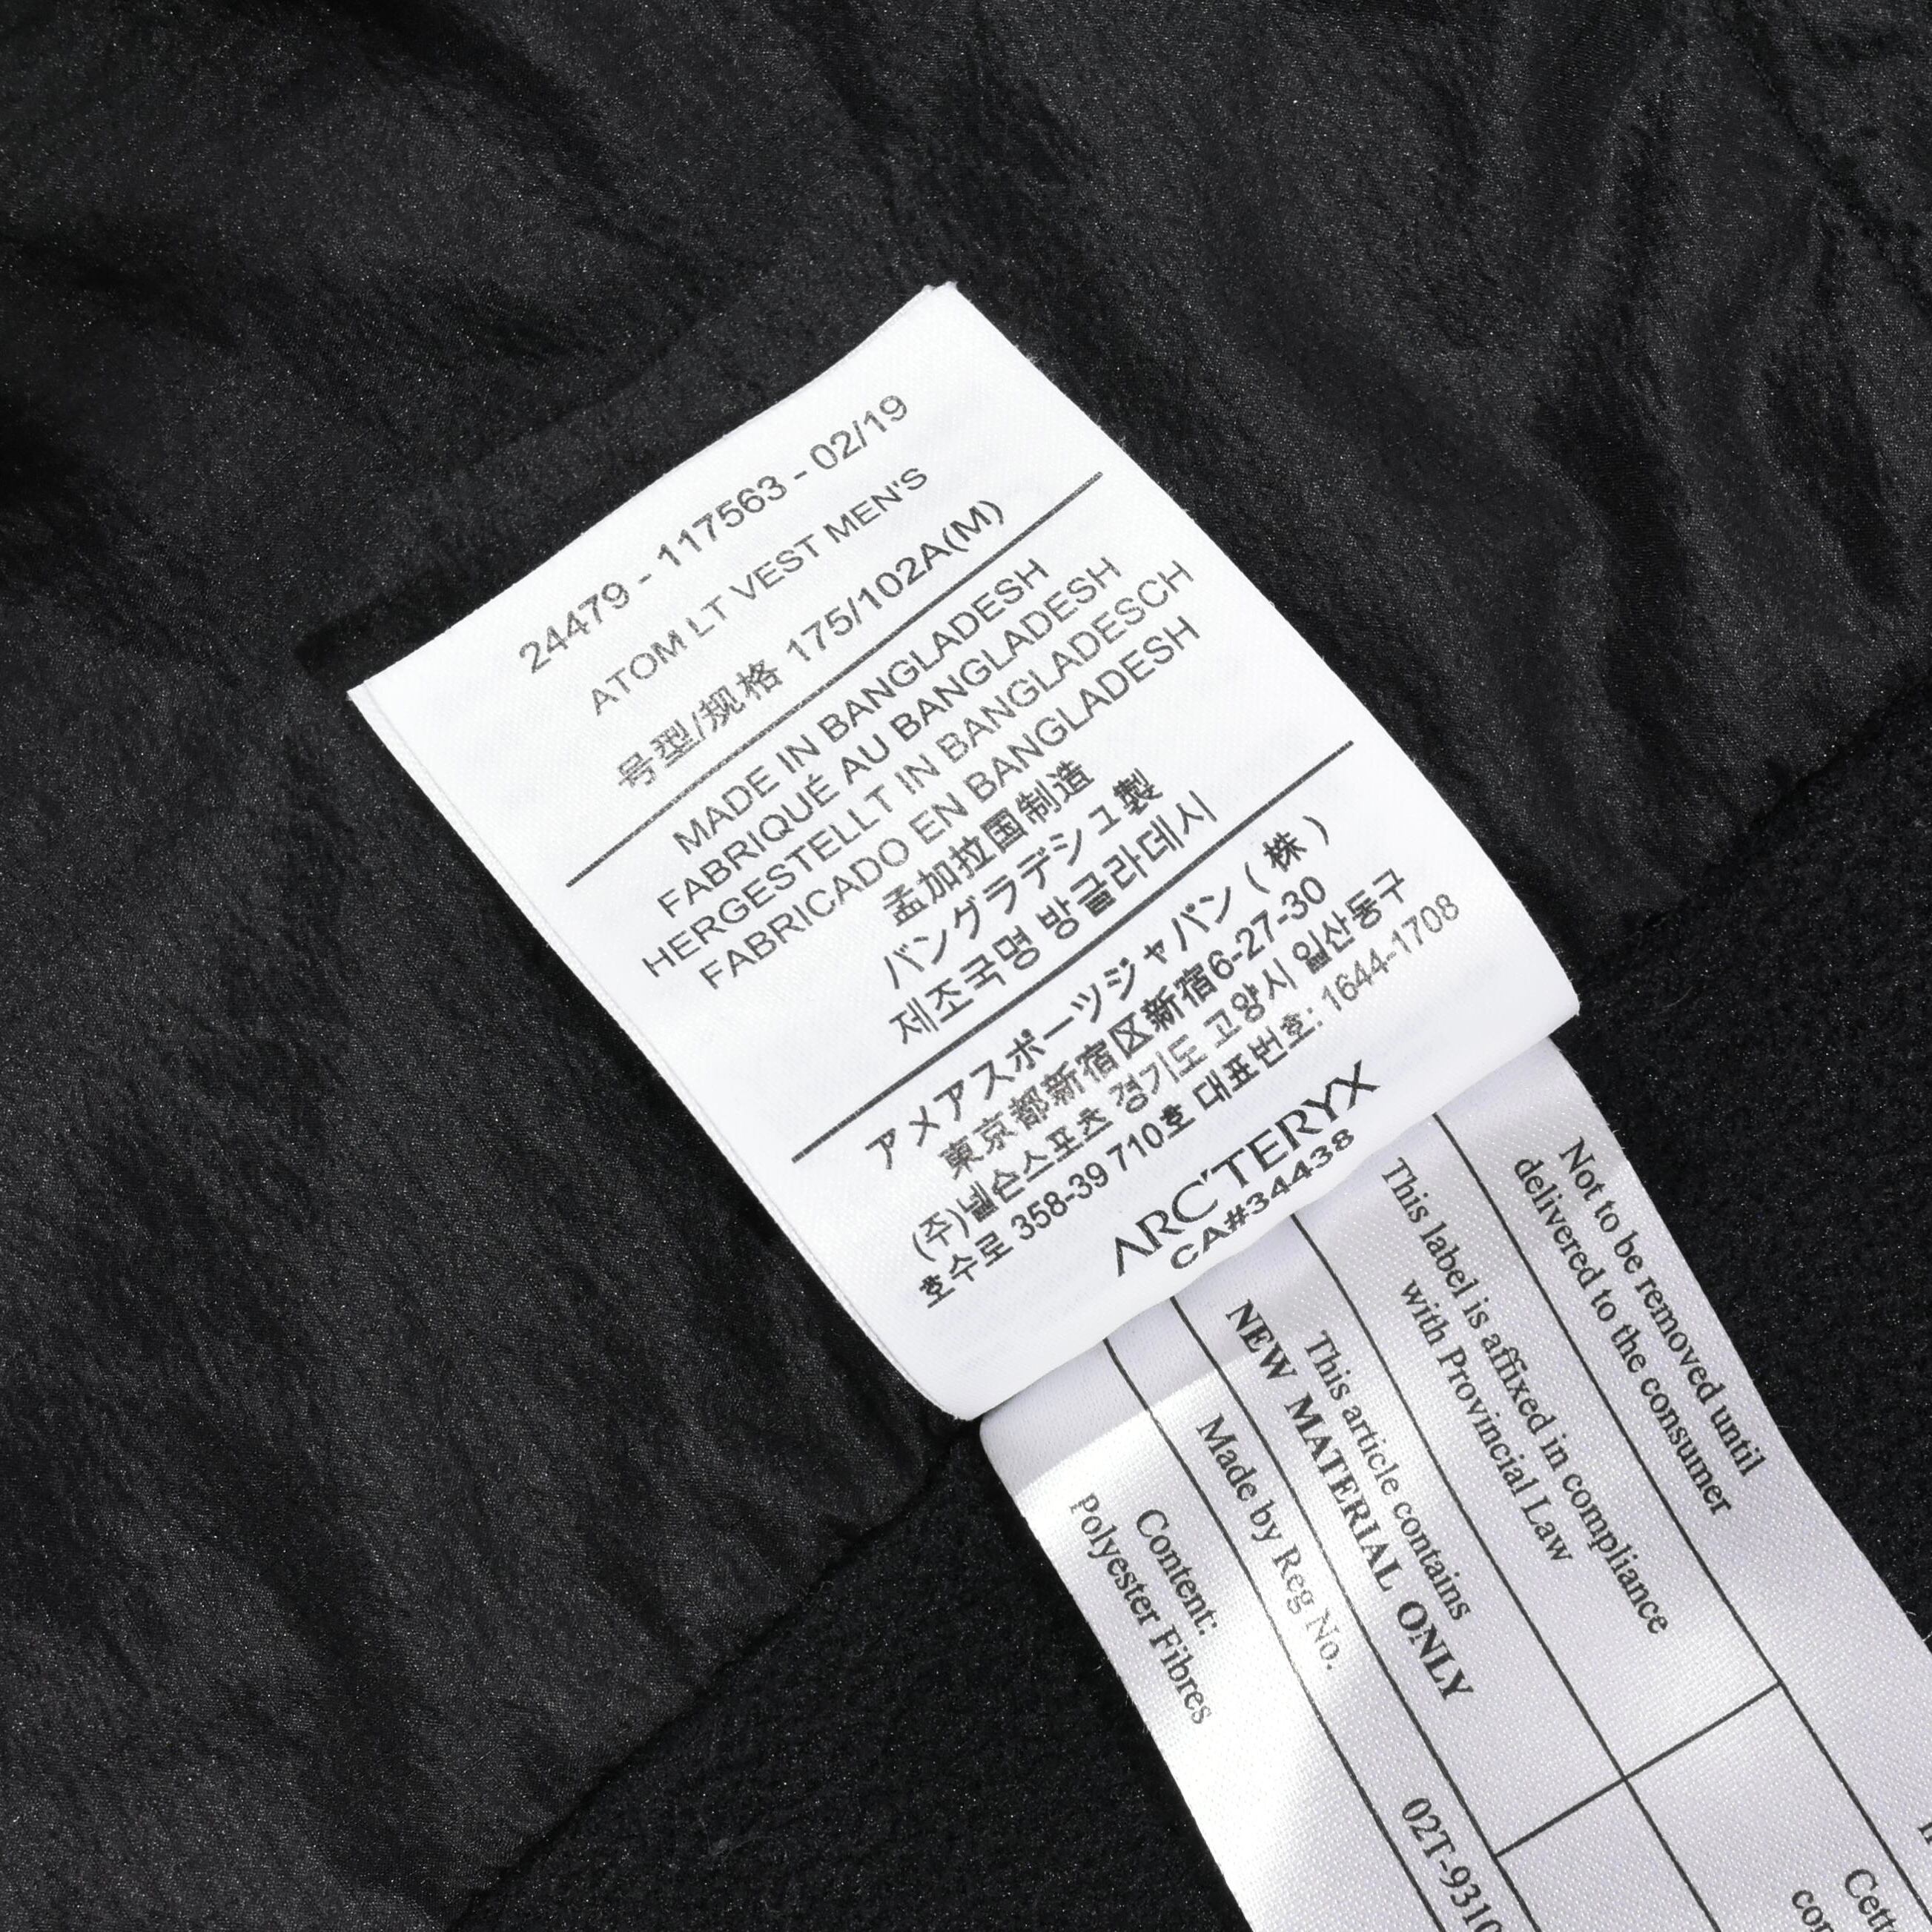 24479 - 117563 - 02/19
ATOM LT VEST MEN'S
号型/规格 175/102A(M)
MADE IN BANGLADESH
FABRIQUÉ AU BANGLADESH
HERGESTELLT IN BANGLADESCH
FABRICADO EN BANGLADESH
孟加拉国制造
バングラデシュ製
제조국명 방글라데시
アメアスポーツジャパン(株)
東京都新宿区新宿6-27-30
(주)넬슨스포츠 경기도 고양시 일산동구
호수로 358-39 710호 대표번호: 1644-1708
ARC'TERYX
CA#34438
Not to be removed until
delivered to the consumer
This label is affixed in compliance
with Provincial Law
This article contains
NEW MATERIAL ONLY
Made by Reg No.
02T-9310
Content:
Polyester Fibres